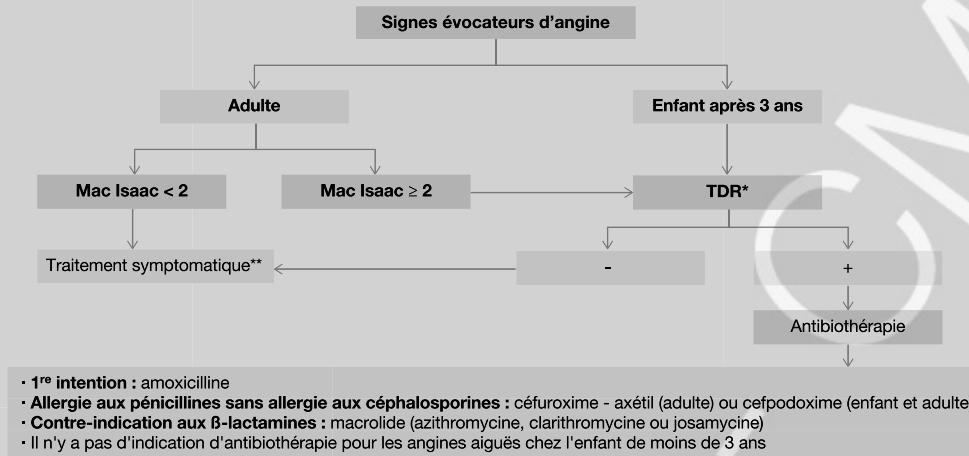 Signes évocateurs d'angine
Adulte
Enfant après 3 ans
Mac Isaac < 2
Mac Isaac ≥ 2
TDR*
Traitement symptomatique**
-
+
Antibiothérapie
· 1re intention : amoxicilline
· Allergie aux pénicillines sans allergie aux céphalosporines : céfuroxime - axétil (adulte) ou cefpodoxime (enfant et adulte
· Contre-indication aux ß-lactamines : macrolide (azithromycine, clarithromycine ou josamycine)
· Il n'y a pas d'indication d'antibiothérapie pour les angines aiguës chez l'enfant de moins de 3 ans